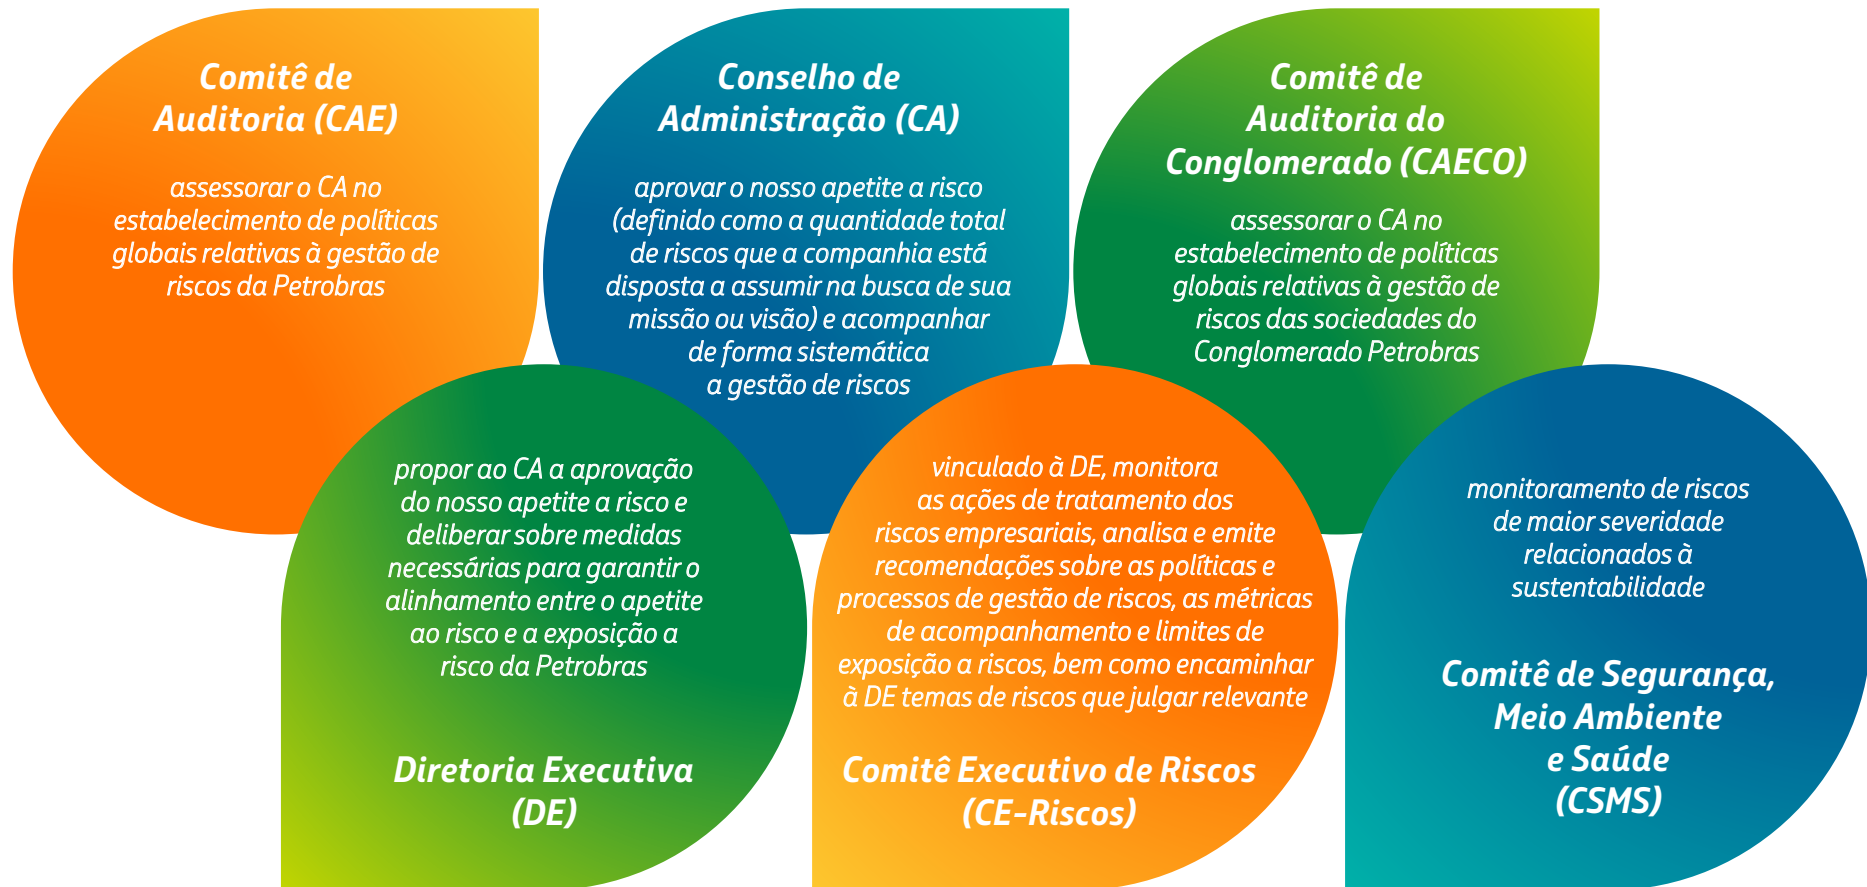 Comitê de
Auditoria (CAE)
assessorar o CA no
estabelecimento de políticas
globais relativas à gestão de
riscos da Petrobras
Conselho de
Administração (CA)
aprovar o nosso apetite a risco
(definido como a quantidade total
de riscos que a companhia está
disposta a assumir na busca de sua
missão ou visão) e acompanhar
de forma sistemática
a gestão de riscos
Comitê de
Auditoria do
Conglomerado (CAECO)
assessorar o CA no
estabelecimento de políticas
globais relativas à gestão de
riscos das sociedades do
Conglomerado Petrobras
propor ao CA a aprovação
do nosso apetite a risco e
deliberar sobre medidas
necessárias para garantir o
alinhamento entre o apetite
ao risco e a exposição a
risco da Petrobras
Diretoria Executiva
(DE)
vinculado à DE, monitora
as ações de tratamento dos
riscos empresariais, analisa e emite
recomendações sobre as políticas e
processos de gestão de riscos, as métricas
de acompanhamento e limites de
exposição a riscos, bem como encaminhar
à DE temas de riscos que julgar relevante
Comitê Executivo de Riscos
(CE-Riscos)
monitoramento de riscos
de maior severidade
relacionados à
sustentabilidade
Comitê de Segurança,
Meio Ambiente
e Saúde
(CSMS)